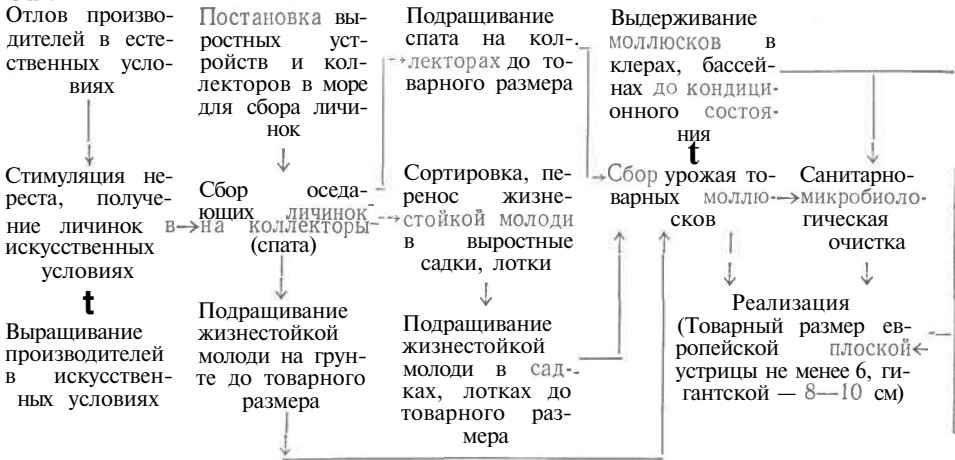 Отлов произво-
дителей в есте-
ственных усло-
виях
Стимуляция не-
реста, получе-
ние личинок в
искусственных
условиях
Выращивание
производителей
в искусствен-
ных условиях
Постановка вы-
ростных уст-
ройств и кол-
лекторов в море
для сбора личи-
нок
Сбор оседа-
ющих личинок
на коллекторы
(спата)
Подращивание
жизнестойкой
молоди на грун-
те до товарного
размера
Подращивание
спата на кол-
лекторах до то-
варного размера
Сортировка, пе-
ренос жизне-
стойкой молоди
в выростные
садки, лотки
Подращивание
жизнестойкой
молоди в сад-
ках, лотках до
товарного раз-
мера
Выдерживание
моллюсков в
клерах, бассей-
нах до кондици-
онного состоя-
ния
Сбор урожая то-
варных моллю-
сков
Санитарно-
микробиоло-
гическая
очистка
Реализация
(Товарный размер ев-
ропейской плоской
устрицы не менее 6, ги-
гантской — 8—10 см)